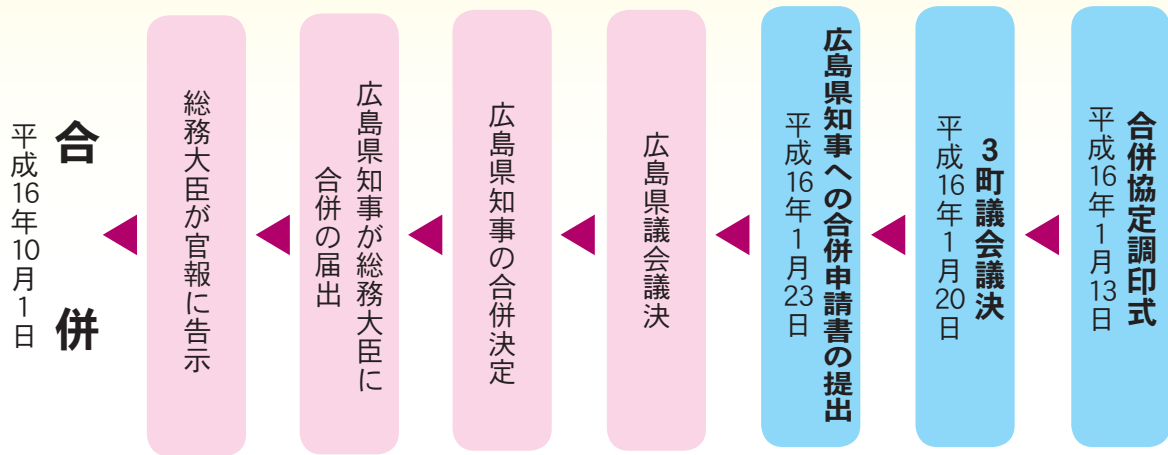 合併協定調印式
平成16年1月13日
3町議会議決
平成16年1月20日
広島県知事への合併申請書の提出
平成16年1月23日
広島県議会議決
広島県知事の合併決定
広島県知事が総務大臣に
合併の届出
総務大臣が官報に告示
合併
平成16年10月1日